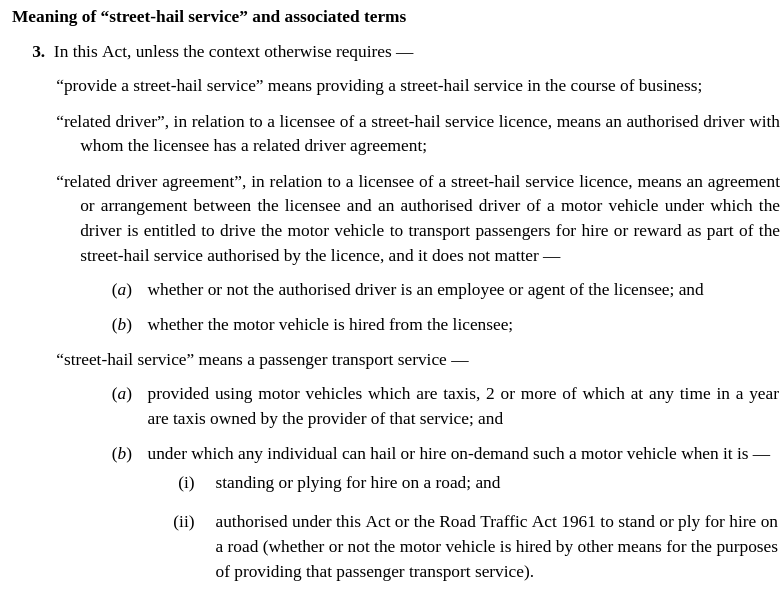 Meaning of “street-hail service” and associated terms
3. In this Act, unless the context otherwise requires —
“provide a street-hail service” means providing a street-hail service in the course of business;
“related driver”, in relation to a licensee of a street-hail service licence, means an authorised driver with
whom the licensee has a related driver agreement;
“related driver agreement”, in relation to a licensee of a street-hail service licence, means an agreement
or arrangement between the licensee and an authorised driver of a motor vehicle under which the
driver is entitled to drive the motor vehicle to transport passengers for hire or reward as part of the
street-hail service authorised by the licence, and it does not matter —
(a) whether or not the authorised driver is an employee or agent of the licensee; and
(b) whether the motor vehicle is hired from the licensee;
“street-hail service” means a passenger transport service —
(a) provided using motor vehicles which are taxis, 2 or more of which at any time in a year
are taxis owned by the provider of that service; and
(b) under which any individual can hail or hire on-demand such a motor vehicle when it is —
(i) standing or plying for hire on a road; and
(ii) authorised under this Act or the Road Traffic Act 1961 to stand or ply for hire on
a road (whether or not the motor vehicle is hired by other means for the purposes
of providing that passenger transport service).